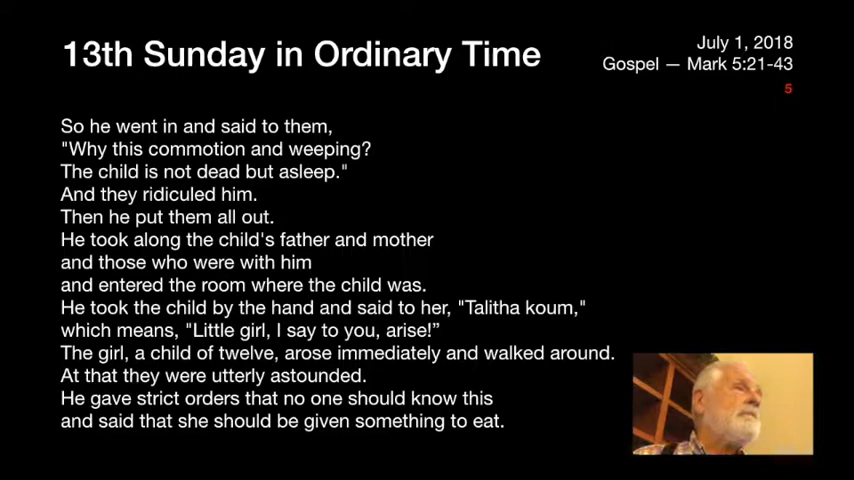 13th Sunday in Ordinary Time
July 1, 2018
Gospel — Mark 5:21-43
5
So he went in and said to them,
"Why this commotion and weeping?
The child is not dead but asleep."
And they ridiculed him.
Then he put them all out.
He took along the child's father and mother
and those who were with him
and entered the room where the child was.
He took the child by the hand and said to her, "Talitha koum,"
which means, "Little girl, I say to you, arise!”
The girl, a child of twelve, arose immediately and walked around.
At that they were utterly astounded.
He gave strict orders that no one should know this
and said that she should be given something to eat.